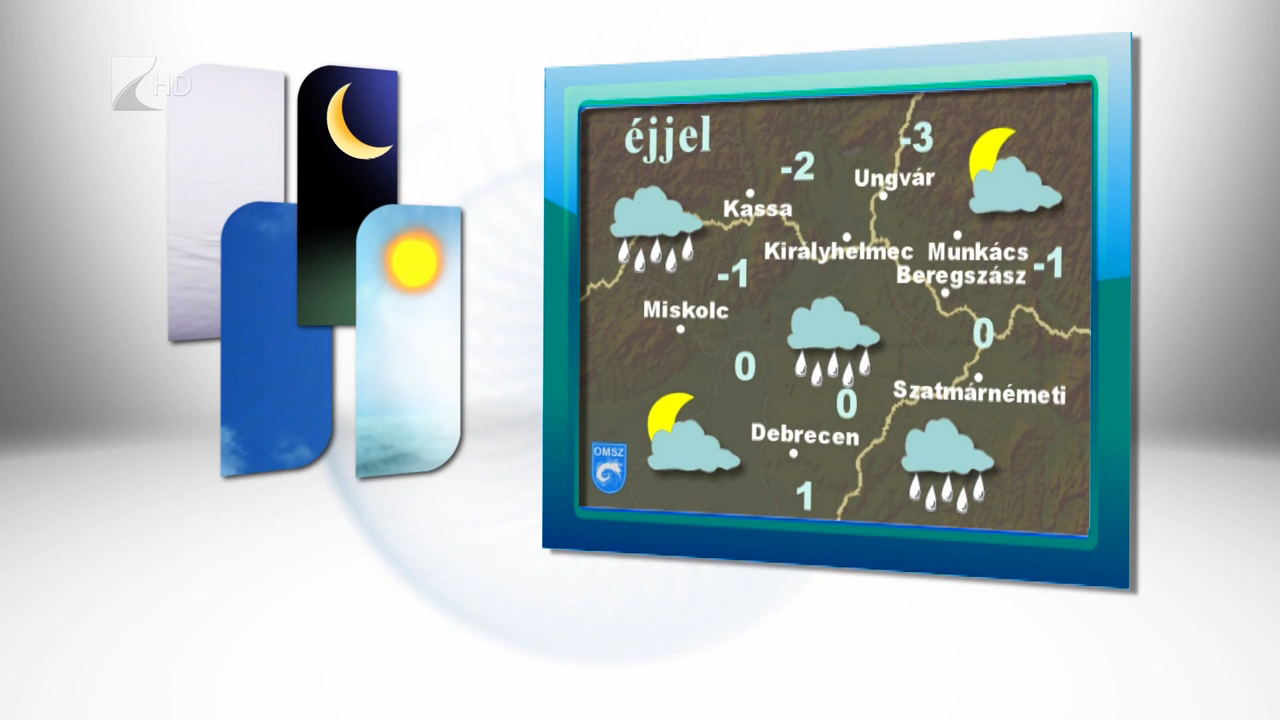 HD
éjjel
-3
-2
Ungvár
Kassa
Királyhelmec
Munkács
-1
Beregszász
-1
Miskolc
0
0
Szatmárnémeti
0
Debrecen
OMSZ
1